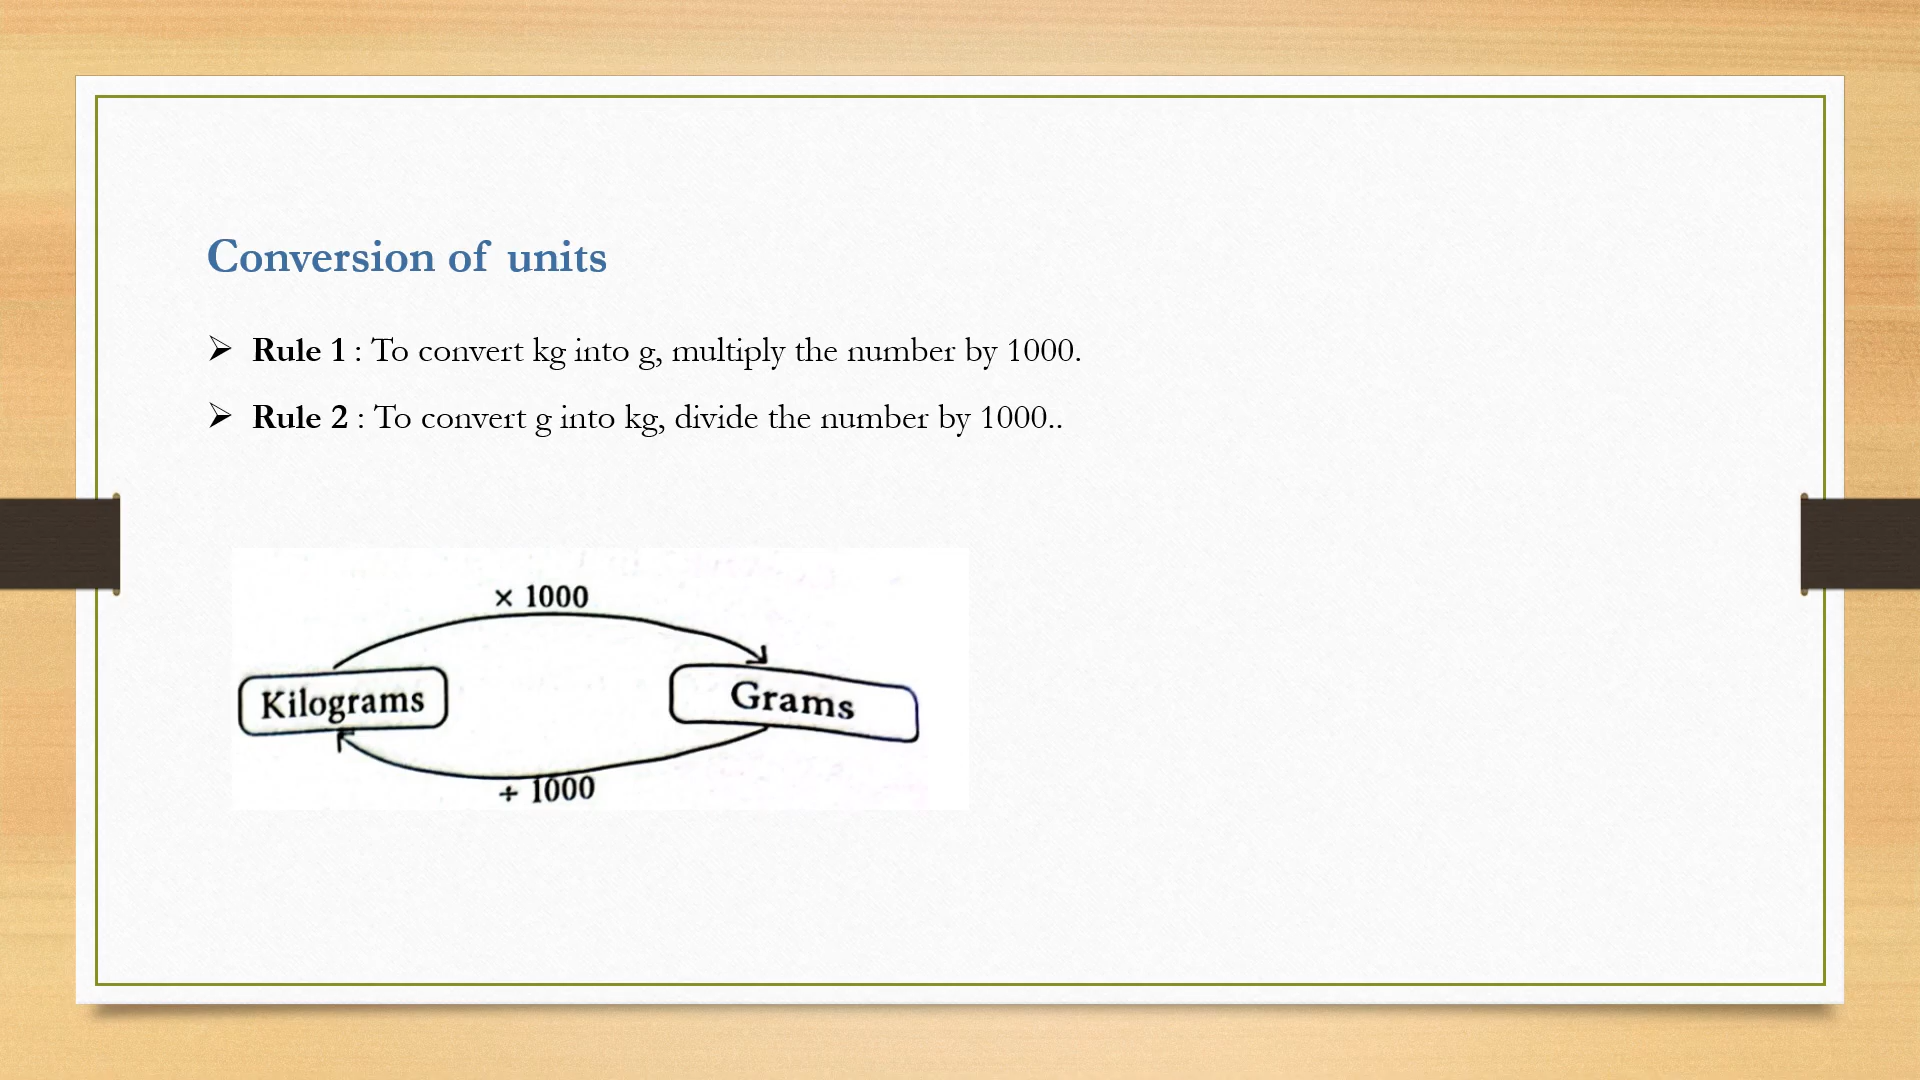 Conversion of units
➢ Rule 1 : To convert kg into g, multiply the number by 1000.
➢ Rule 2 : To convert g into kg, divide the number by 1000..
× 1000
Kilograms
Grams
÷ 1000